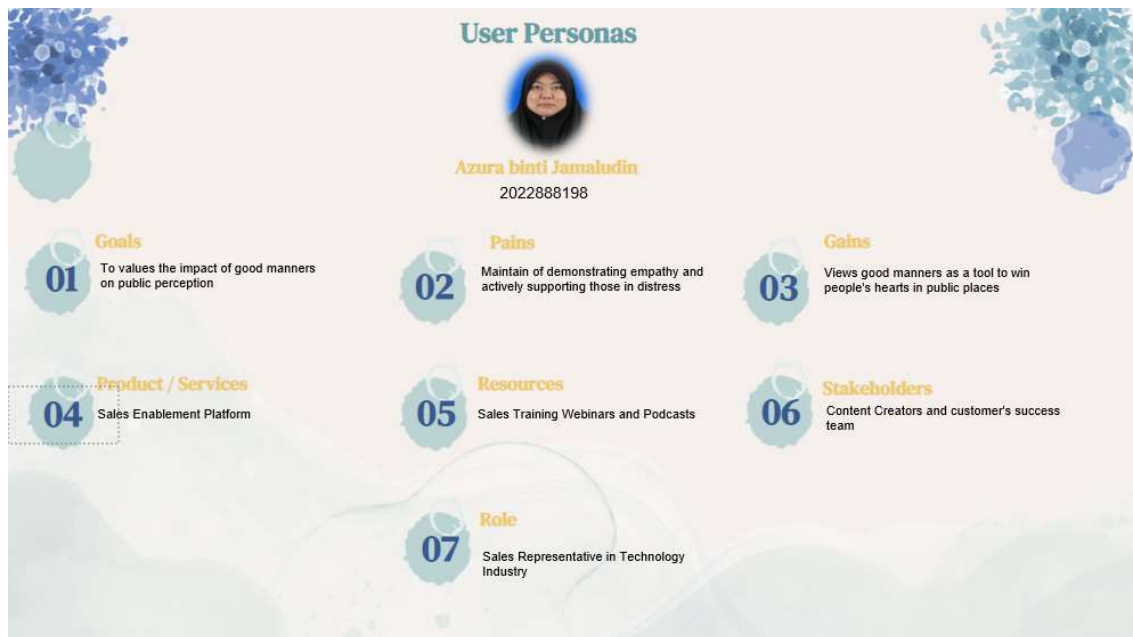 User Personas
Azura binti Jamaludin
2022888198
01
Goals
To values the impact of good manners
on public perception
02
Pains
Maintain of demonstrating empathy and
actively supporting those in distress
03
Gains
Views good manners as a tool to win
people's hearts in public places
04
Product / Services
Sales Enablement Platform
05
Resources
Sales Training Webinars and Podcasts
06
Stakeholders
Content Creators and customer's success
team
07
Role
Sales Representative in Technology
Industry